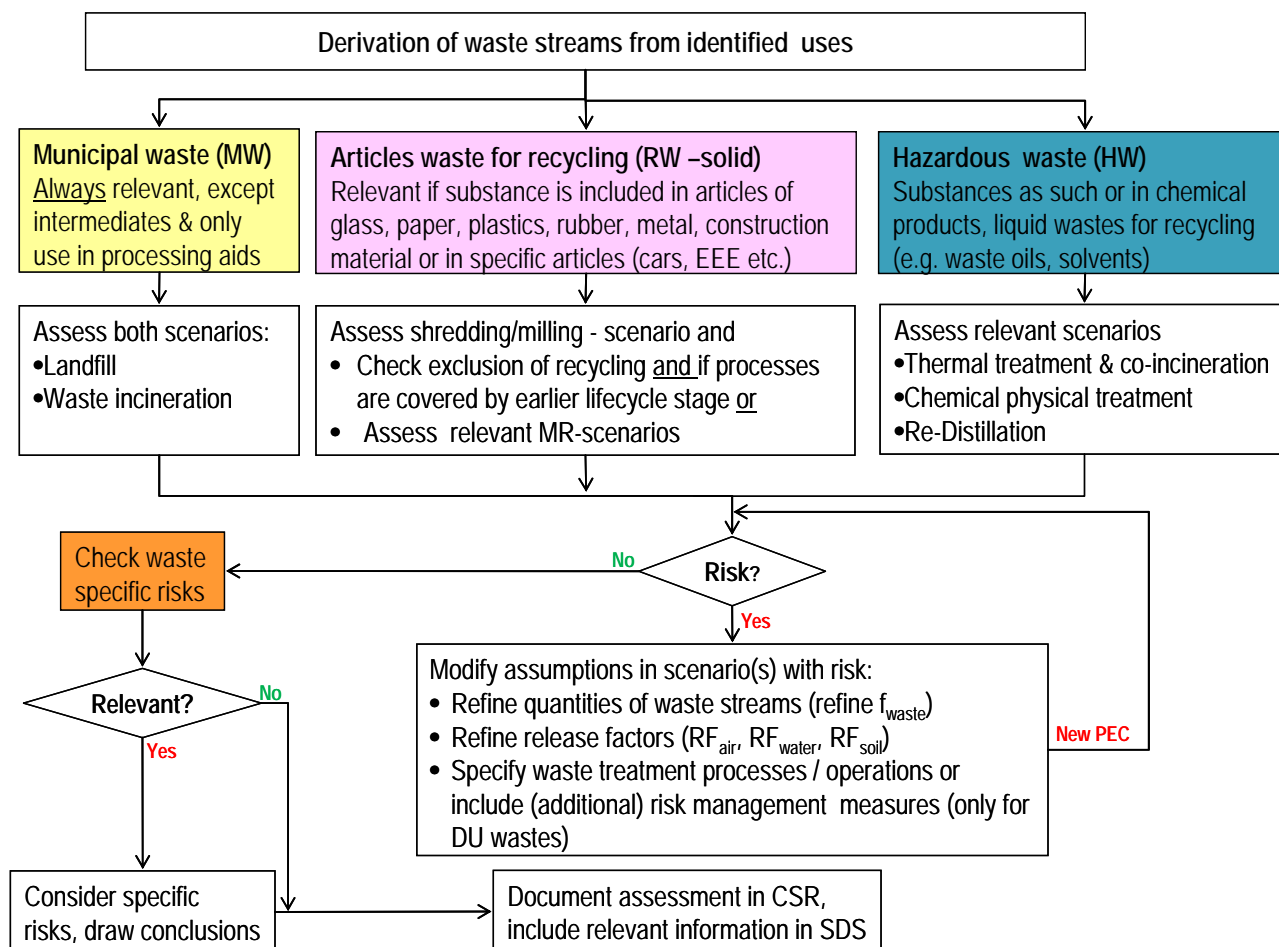 Derivation of waste streams from identified uses
Municipal waste (MW)
Always relevant, except
intermediates & only
use in processing aids
Articles waste for recycling (RW –solid)
Relevant if substance is included in articles of
glass, paper, plastics, rubber, metal, construction
material or in specific articles (cars, EEE etc.)
Hazardous waste (HW)
Substances as such or in chemical
products, liquid wastes for recycling
(e.g. waste oils, solvents)
Assess both scenarios:
•Landfill
•Waste incineration
Assess shredding/milling - scenario and
• Check exclusion of recycling and if processes
are covered by earlier lifecycle stage or
• Assess relevant MR-scenarios
Assess relevant scenarios
•Thermal treatment & co-incineration
•Chemical physical treatment
•Re-Distillation
Check waste
specific risks
No
Risk?
Yes
Relevant?
No
Yes
Modify assumptions in scenario(s) with risk:
• Refine quantities of waste streams (refine fwaste)
• Refine release factors (RFair, RFwater, RFsoil)
• Specify waste treatment processes / operations or
include (additional) risk management measures (only for
DU wastes)
New PEC
Consider specific
risks, draw conclusions
Document assessment in CSR,
include relevant information in SDS